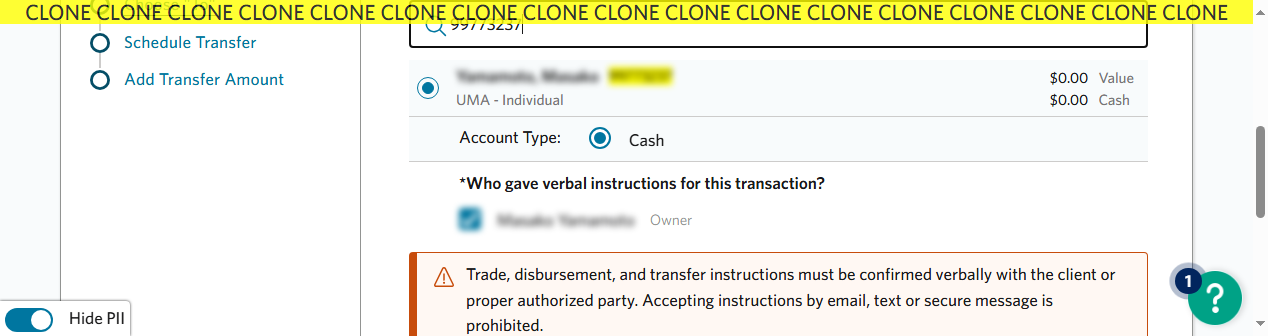 CLONE CLONE CLONE CLONE CLONE CLONE CLONE CLONE CLONE CLONE CLONE CLONE CLONE CLONE CLONE CLONE CLONE
Schedule Transfer
Add Transfer Amount
99773237
$0.00 Value
UMA - Individual
$0.00 Cash
Account Type:
Cash
*Who gave verbal instructions for this transaction?
Owner
Trade, disbursement, and transfer instructions must be confirmed verbally with the client or
proper authorized party. Accepting instructions by email, text or secure message is
prohibited.
1
?
Hide PII